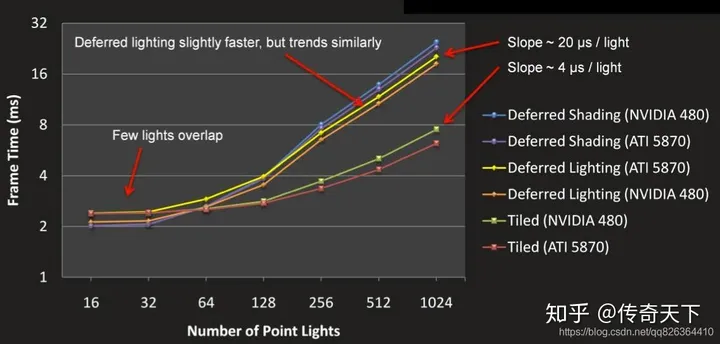 32
16
8
4
2
1
Frame Time (ms)
Deferred lighting slightly faster, but trends similarly
Few lights overlap
Slope ~ 20 µs / light
Slope ~ 4 µs / light
Deferred Shading (NVIDIA 480)
Deferred Shading (ATI 5870)
Deferred Lighting (ATI 5870)
Deferred Lighting (NVIDIA 480)
Tiled (NVIDIA 480)
Tiled (ATI 5870)
16 32 64 128 256 512 1024
Number of Point Lights
知乎 @传奇天下
https://blog.csdn.net/qq826364410